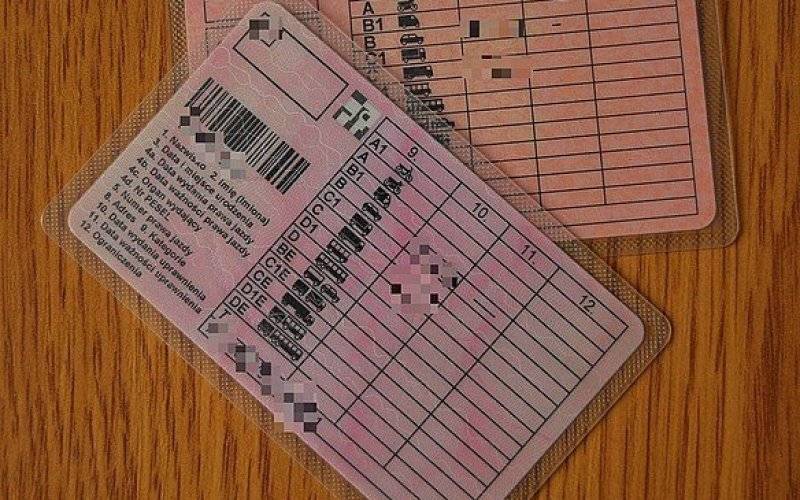 A
B1
B
C1
1. Nazwisko 2. Imię (imiona)
3. Data i miejsce urodzenia
4a. Data wydania prawa jazdy
4b. Data ważności prawa jazdy
4c. Organ wydający
4d. Nr PESEL
5. Numer prawa jazdy
8. Adres 9. Kategorie
10. Data wydania uprawnienia
11. Data ważności uprawnienia
12. Ograniczenia
9 10. 11. 12
A1
A
B1
B
C1
C
D1
D
BE
C1E
CE
D1E
DE
T